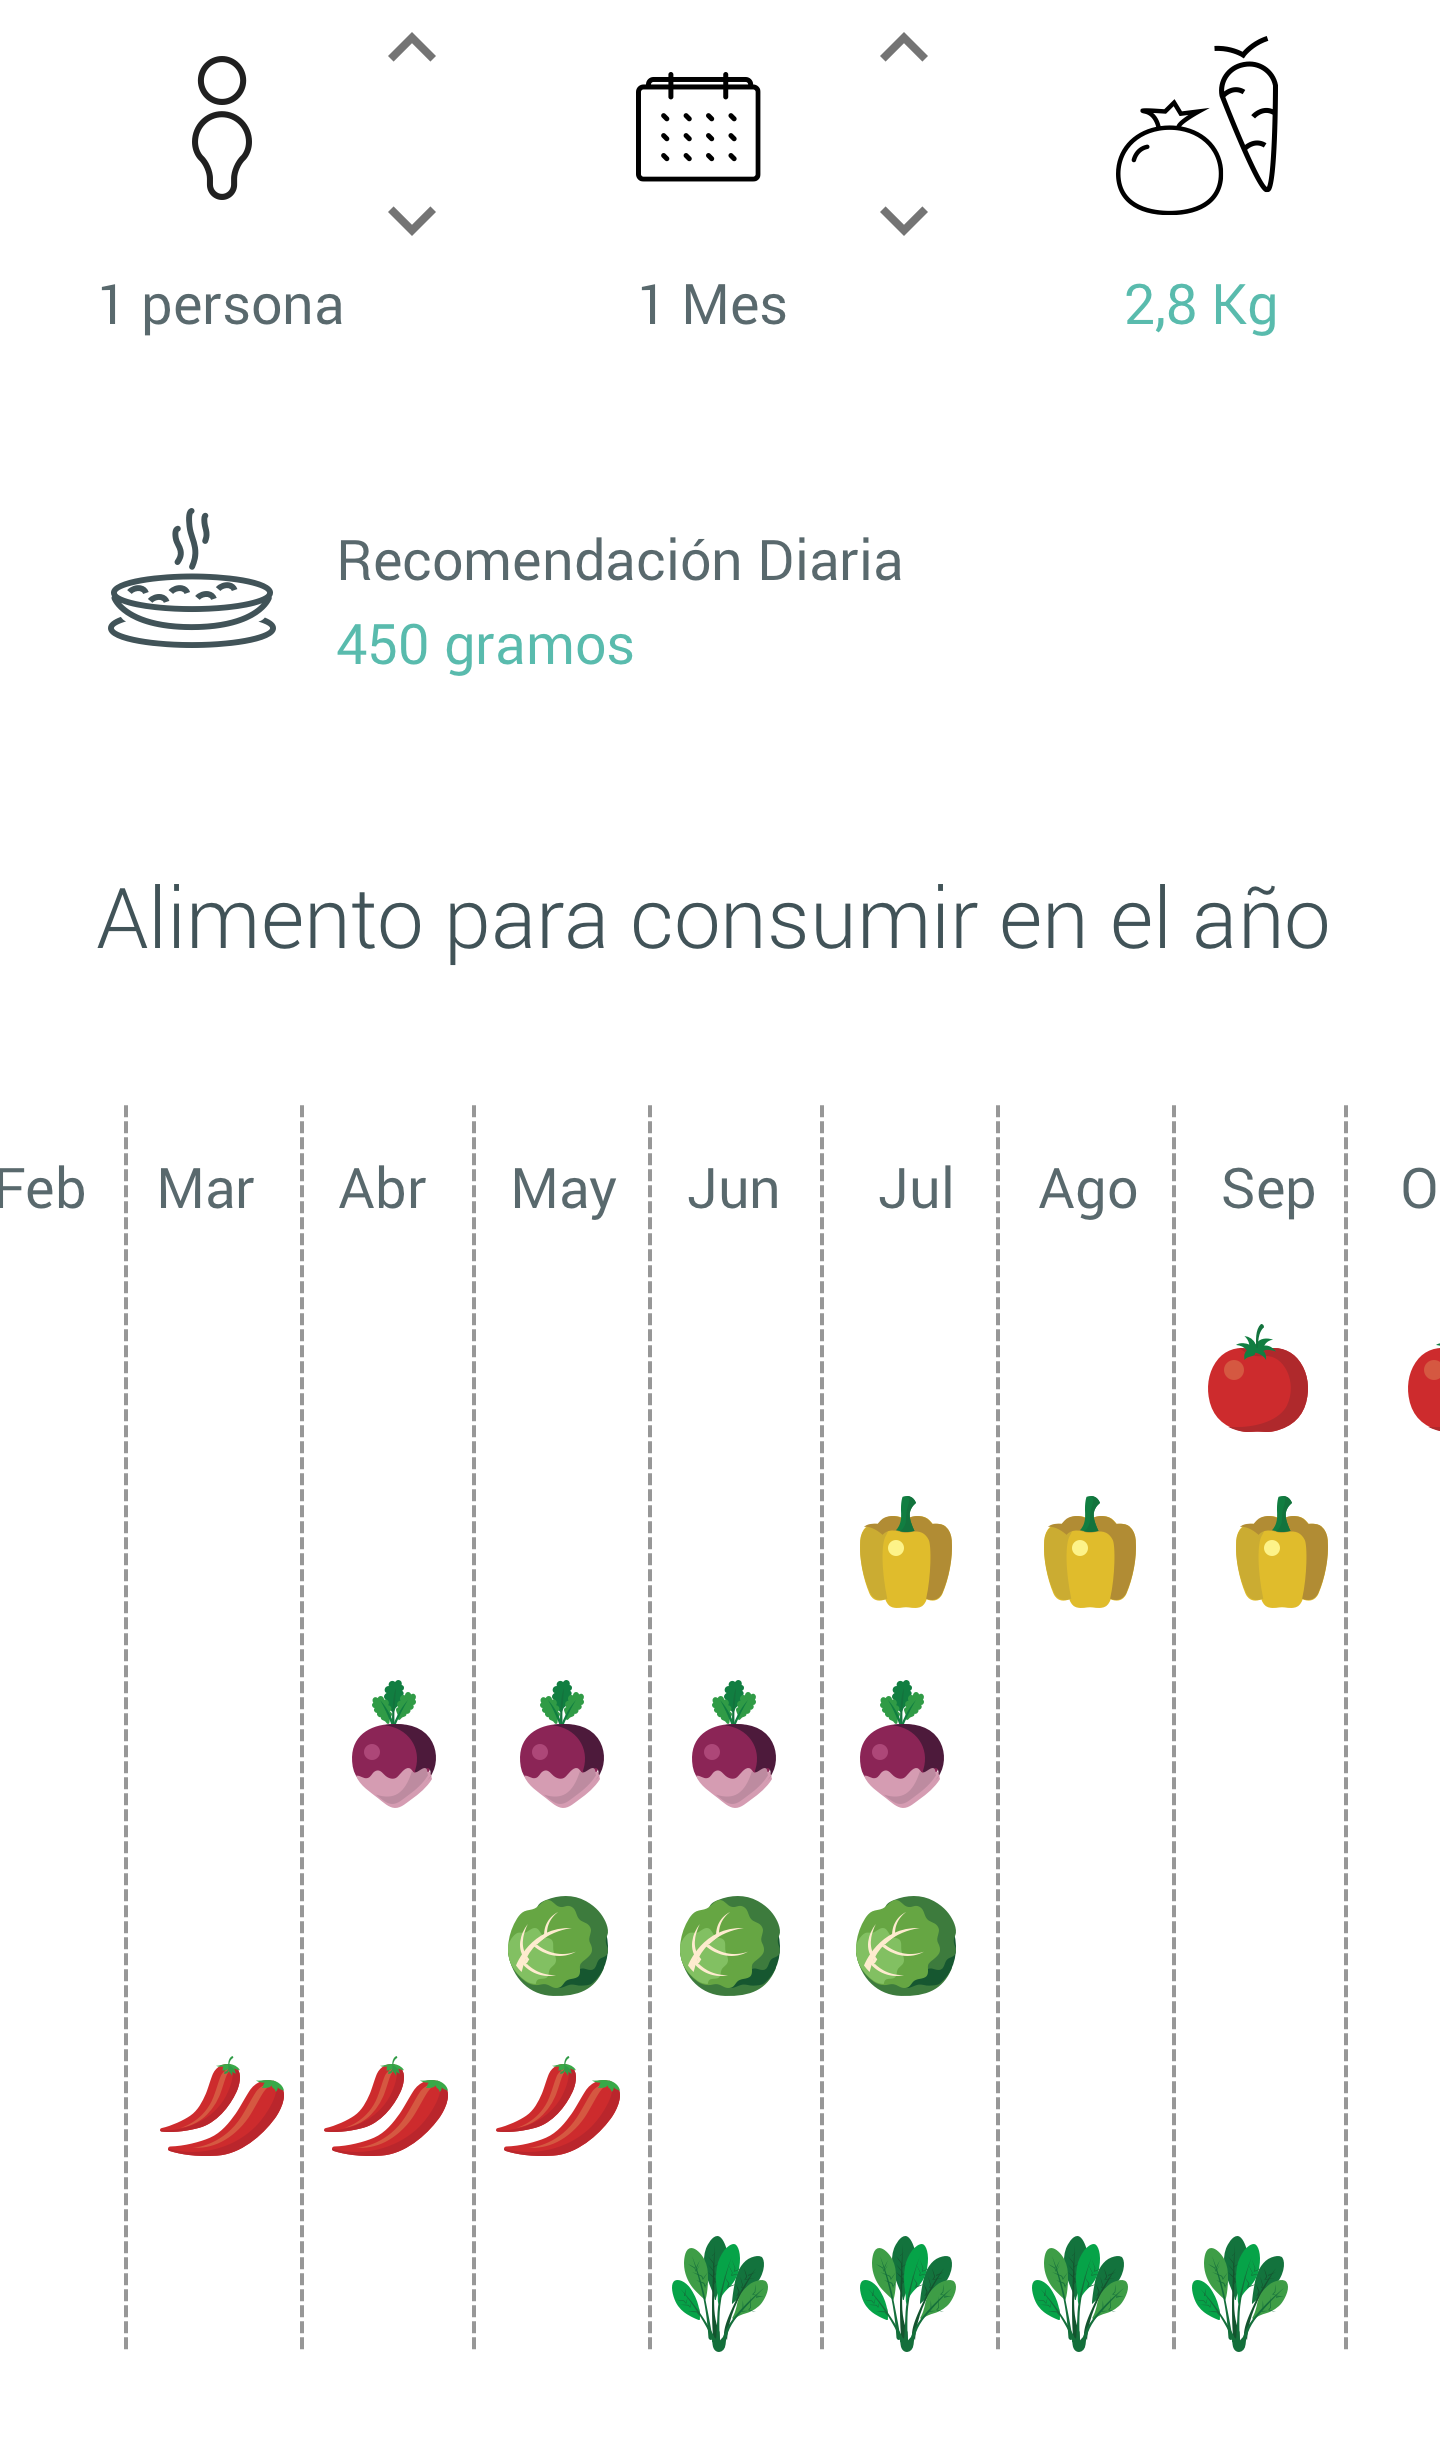 1 persona
1 Mes
2,8 Kg
Recomendación Diaria
450 gramos
Alimento para consumir en el año
Feb Mar Abr May Jun Jul Ago Sep O